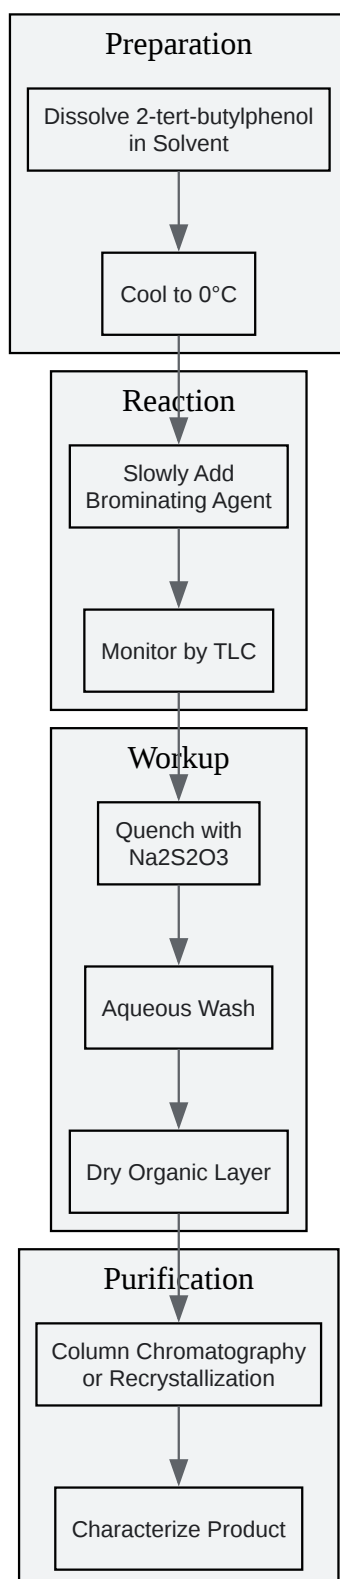 Preparation
Dissolve 2-tert-butylphenol
in Solvent
Cool to 0°C
Reaction
Slowly Add
Brominating Agent
Monitor by TLC
Workup
Quench with
Na2S2O3
Aqueous Wash
Dry Organic Layer
Purification
Column Chromatography
or Recrystallization
Characterize Product